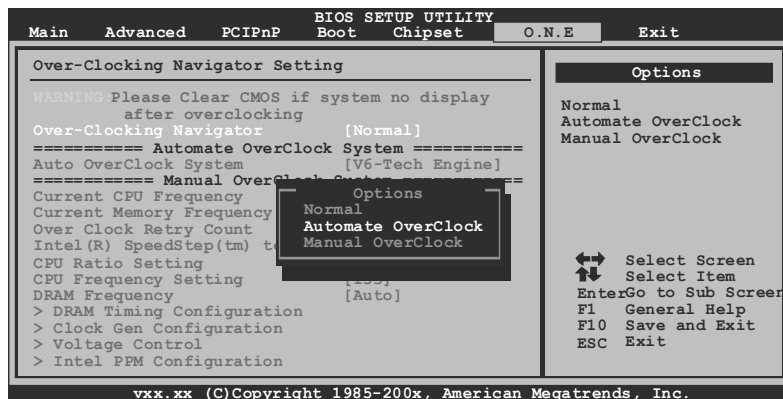 BIOS SETUP UTILITY
Main Advanced PCIPnP Boot Chipset O.N.E Exit
Over-Clocking Navigator Setting
WARNING:Please Clear CMOS if system no display
after overclocking
Over-Clocking Navigator [Normal]
=========== Automate OverClock System ===========
Auto OverClock System [V6-Tech Engine]
============ Manual OverClock System ============
Current CPU Frequency
Current Memory Frequency
Over Clock Retry Count
Intel(R) SpeedStep(tm)
CPU Ratio Setting
CPU Frequency Setting [133]
DRAM Frequency [Auto]
> DRAM Timing Configuration
> Clock Gen Configuration
> Voltage Control
> Intel PPM Configuration
Options
Normal
Automate OverClock
Manual OverClock
Options
Normal
Automate OverClock
Manual OverClock
Select Screen
Select Item
EnterGo to Sub Screen
F1 General Help
F10 Save and Exit
ESC Exit
vxx.xx (C)Copyright 1985-200x, American Megatrends, Inc.